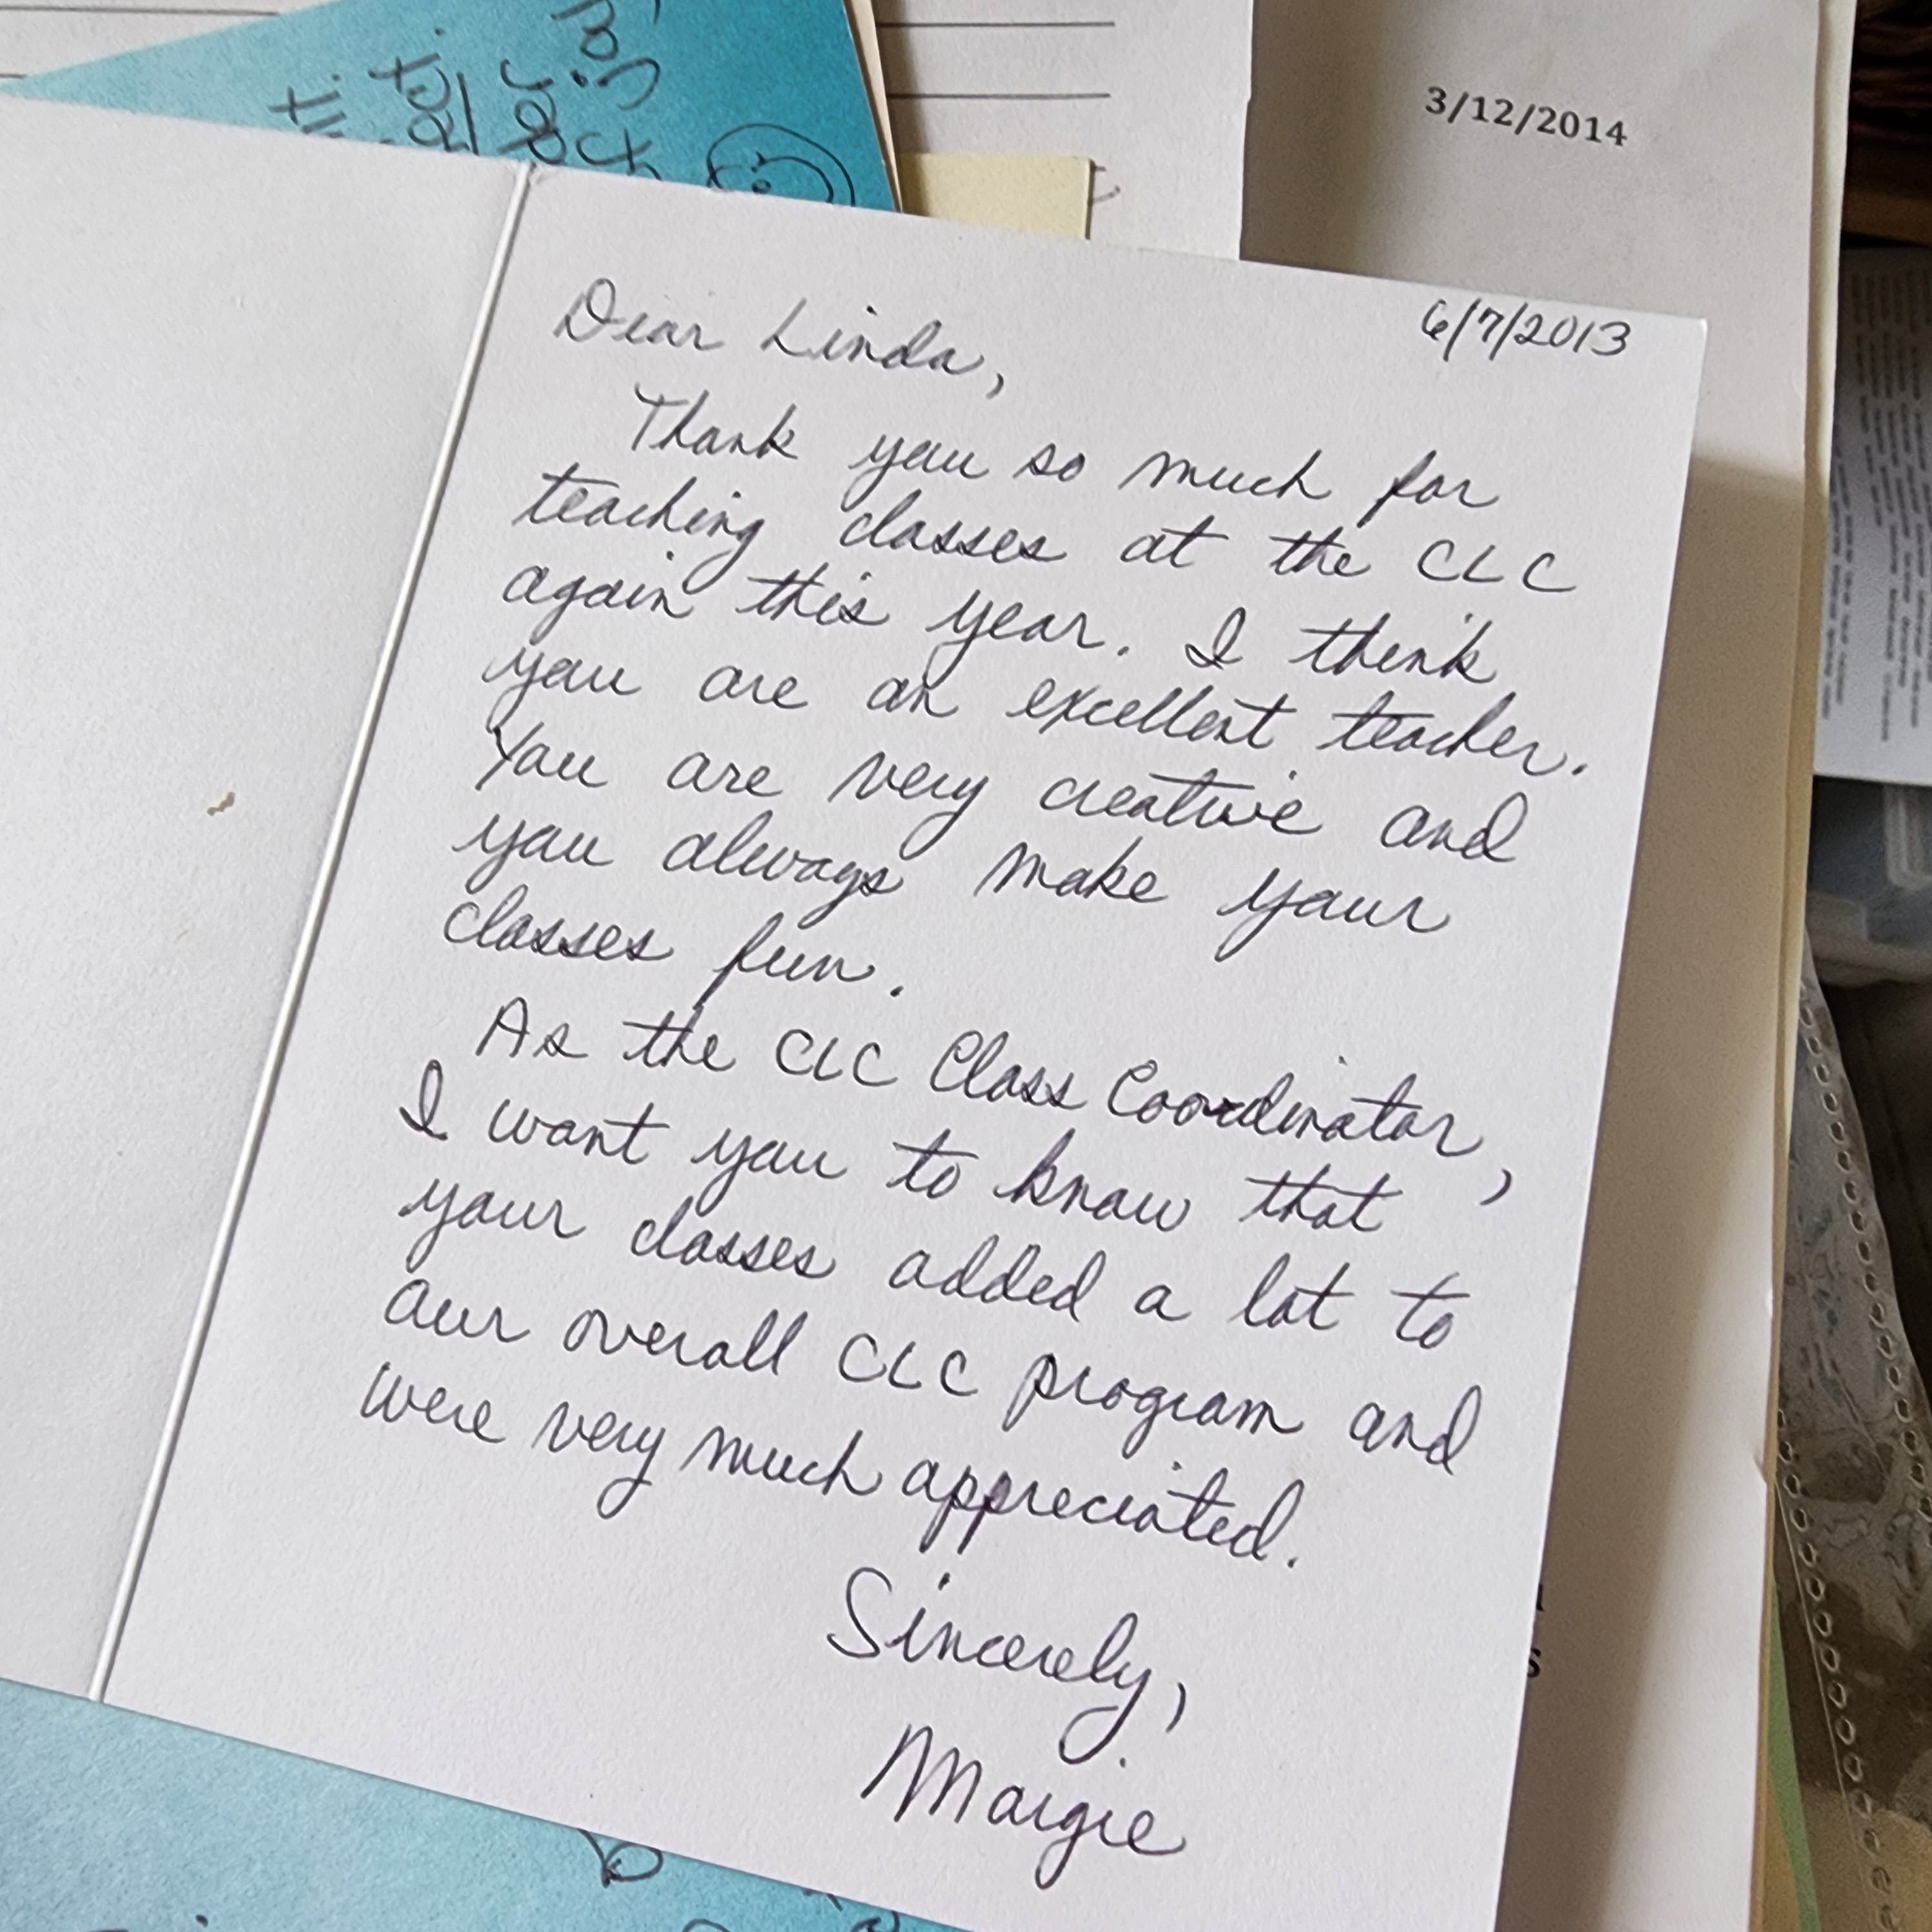 3/12/2014
6/7/2013
Dear Linda,
Thank you so much for
teaching classes at the CLC
again this year. I think
you are an excellent teacher.
You are very creative and
you always make your
classes fun.
As the CLC Class Coordinator,
I want you to know that
your classes added a lot to
our overall CLC program and
were very much appreciated.
Sincerely,
Margie